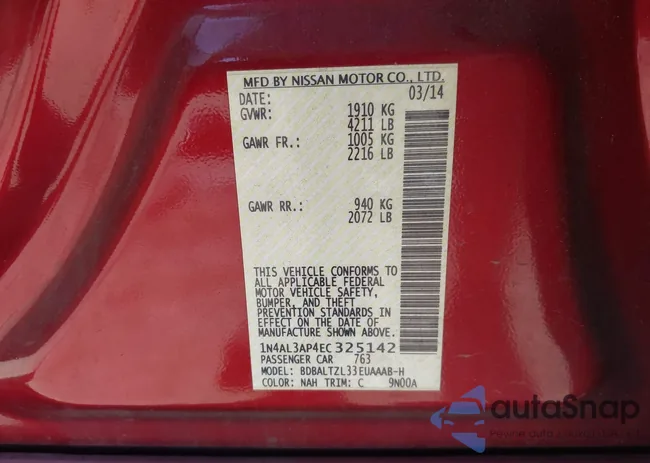 MFD BY NISSAN MOTOR CO., LTD.
DATE: 03/14
GVWR: 1910 KG
4211 LB
GAWR FR.: 1005 KG
2216 LB
GAWR RR.: 940 KG
2072 LB
THIS VEHICLE CONFORMS TO
ALL APPLICABLE FEDERAL
MOTOR VEHICLE SAFETY,
BUMPER, AND THEFT
PREVENTION STANDARDS IN
EFFECT ON THE DATE OF
MANUFACTURE SHOWN ABOVE.
1N4AL3AP4EC325142
PASSENGER CAR 763
MODEL: BDBALTZL33EUAAAB-H
COLOR: NAH TRIM: C 9N00A
autaSnap
Pewne auto